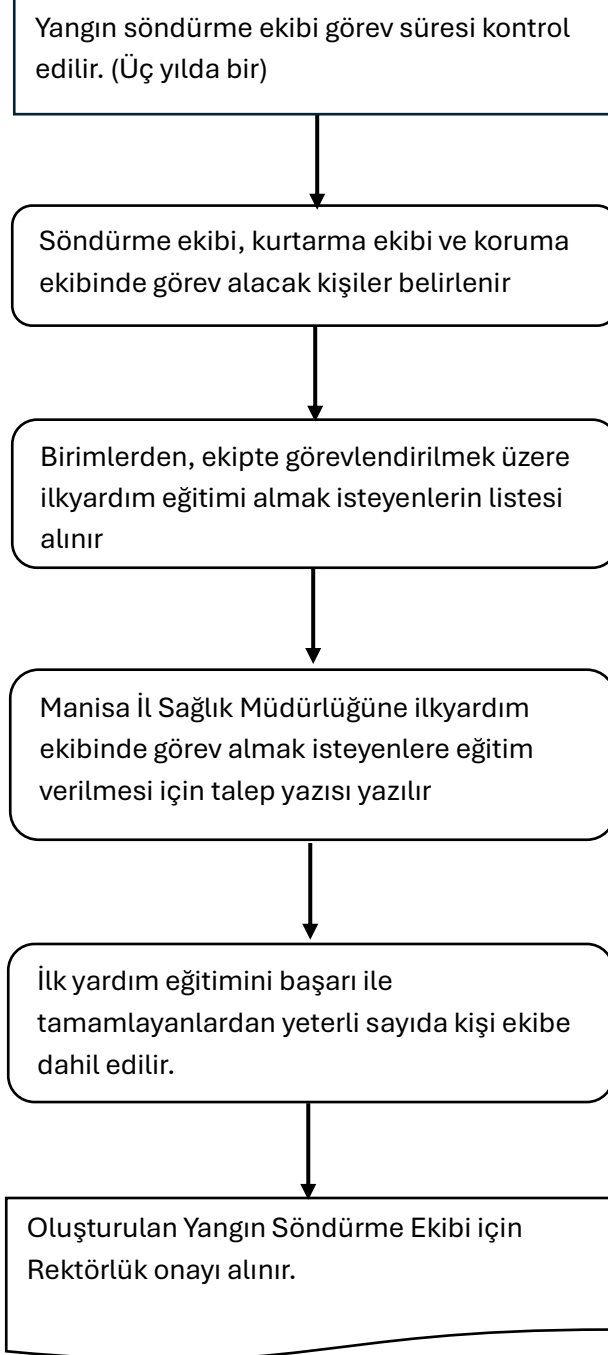 Yangın söndürme ekibi görev süresi kontrol
edilir. (Üç yılda bir)
Söndürme ekibi, kurtarma ekibi ve koruma
ekibinde görev alacak kişiler belirlenir
Birimlerden, ekipte görevlendirilmek üzere
ilkyardım eğitimi almak isteyenlerin listesi
alınır
Manisa İl Sağlık Müdürlüğüne ilkyardım
ekibinde görev almak isteyenlere eğitim
verilmesi için talep yazısı yazılır
İlk yardım eğitimini başarı ile
tamamlayanlardan yeterli sayıda kişi ekibe
dahil edilir.
Oluşturulan Yangın Söndürme Ekibi için
Rektörlük onayı alınır.